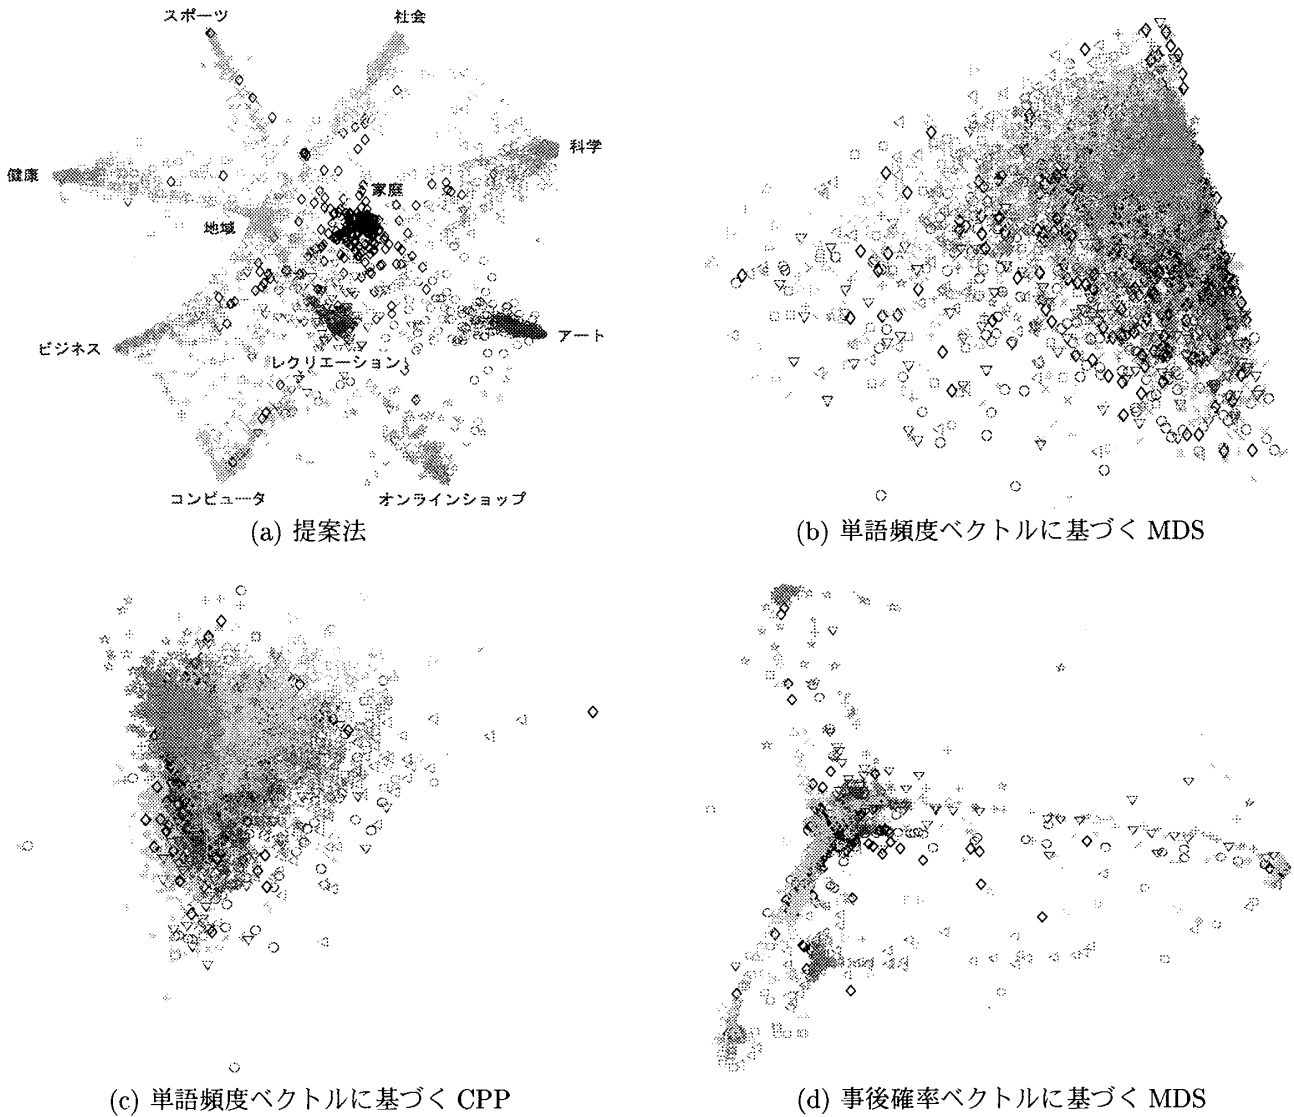 スポーツ
社会
科学
健康
家庭
地域
ビジネス
アート
レクリエーション
コンピュータ
オンラインショップ
(a) 提案法
(b) 単語頻度ベクトルに基づく MDS
(c) 単語頻度ベクトルに基づく CPP
(d) 事後確率ベクトルに基づく MDS